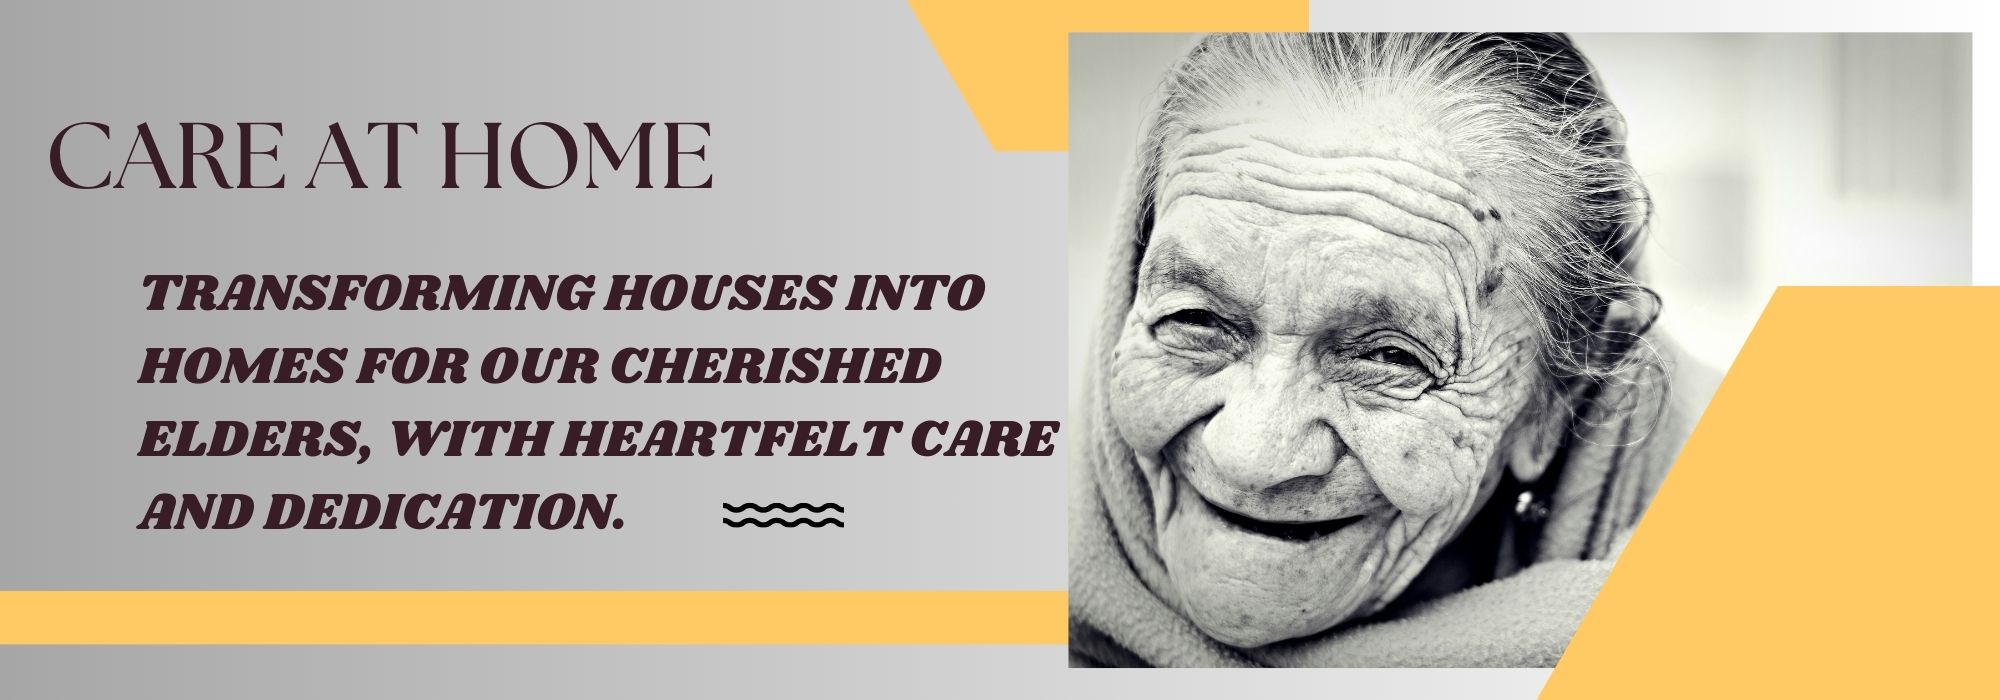 CARE AT HOME
TRANSFORMING HOUSES INTO
HOMES FOR OUR CHERISHED
ELDERS, WITH HEARTFELT CARE
AND DEDICATION.